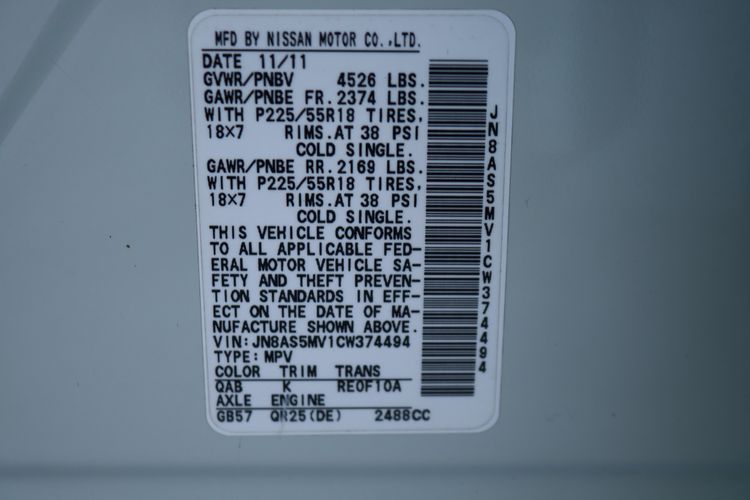 MFD BY NISSAN MOTOR CO.,LTD.
DATE 11/11
GVWR/PNBV 4526 LBS.
GAWR/PNBE FR. 2374 LBS.
WITH P225/55R18 TIRES,
18×7 RIMS. AT 38 PSI
COLD SINGLE.
GAWR/PNBE RR. 2169 LBS.
WITH P225/55R18 TIRES,
18×7 RIMS. AT 38 PSI
COLD SINGLE.
THIS VEHICLE CONFORMS
TO ALL APPLICABLE FED-
ERAL MOTOR VEHICLE SA-
FETY AND THEFT PREVEN-
TION STANDARDS IN EFF-
ECT ON THE DATE OF MA-
NUFACTURE SHOWN ABOVE.
VIN: JN8AS5MV1CW374494
TYPE: MPV
COLOR TRIM TRANS
QAB K RE0F10A
AXLE ENGINE
GB57 QR25(DE) 2488CC
JN8AS5MV1CW374494